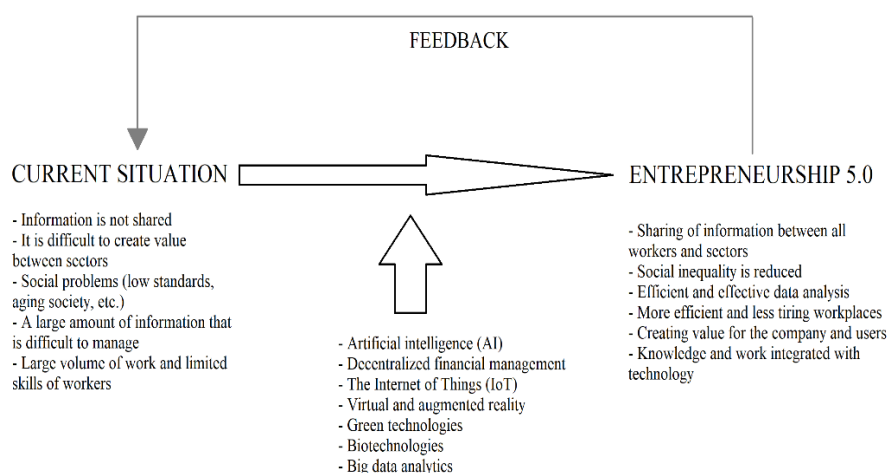 FEEDBACK
CURRENT SITUATION
- Information is not shared
- It is difficult to create value
between sectors
- Social problems (low standards,
aging society, etc.)
- A large amount of information that
is difficult to manage
- Large volume of work and limited
skills of workers
- Artificial intelligence (AI)
- Decentralized financial management
- The Internet of Things (IoT)
- Virtual and augmented reality
- Green technologies
- Biotechnologies
- Big data analytics
ENTREPRENEURSHIP 5.0
- Sharing of information between all
workers and sectors
- Social inequality is reduced
- Efficient and effective data analysis
- More efficient and less tiring workplaces
- Creating value for the company and users
- Knowledge and work integrated with
technology